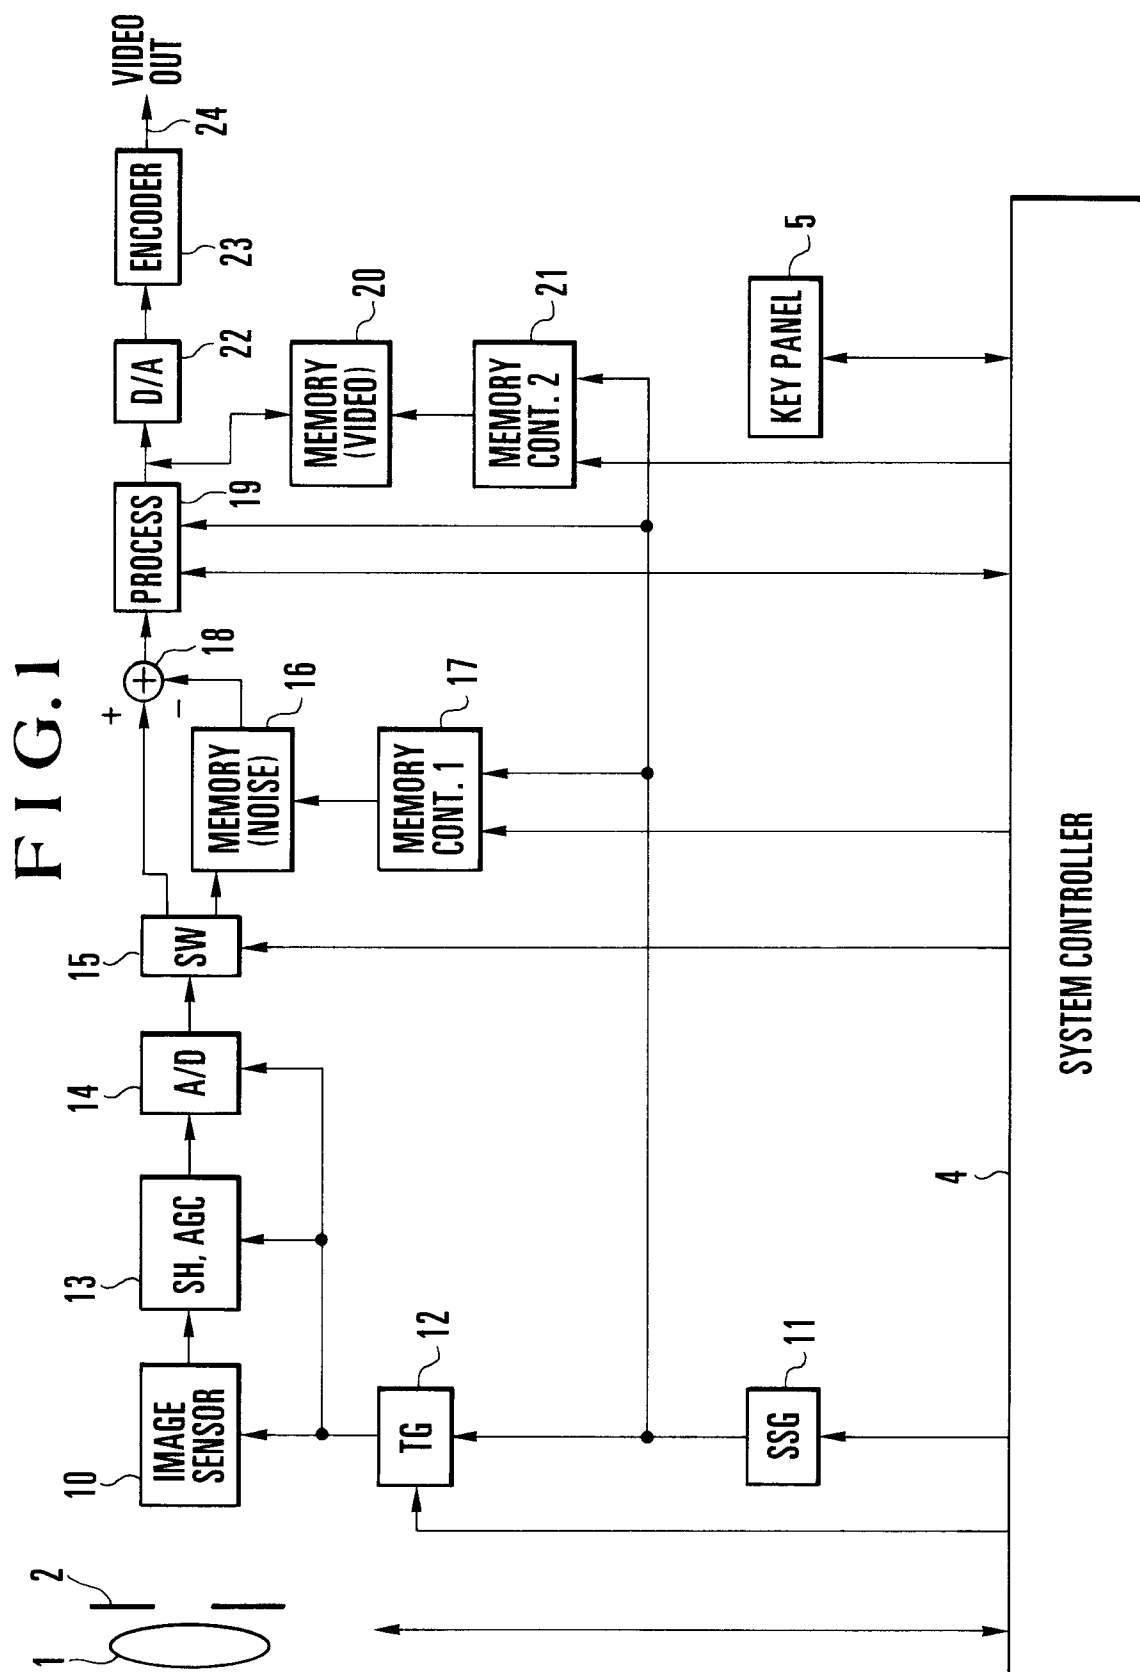 FIG.1
1
2
10
IMAGE
SENSOR
13
SH, AGC
14
A/D
15
SW
+
−
18
PROCESS
19
D/A
22
ENCODER
23
24
VIDEO
OUT
MEMORY
(NOISE)
16
MEMORY
(VIDEO)
20
TG
12
MEMORY
CONT. 1
17
MEMORY
CONT. 2
21
SSG
11
KEY PANEL
5
4
SYSTEM CONTROLLER